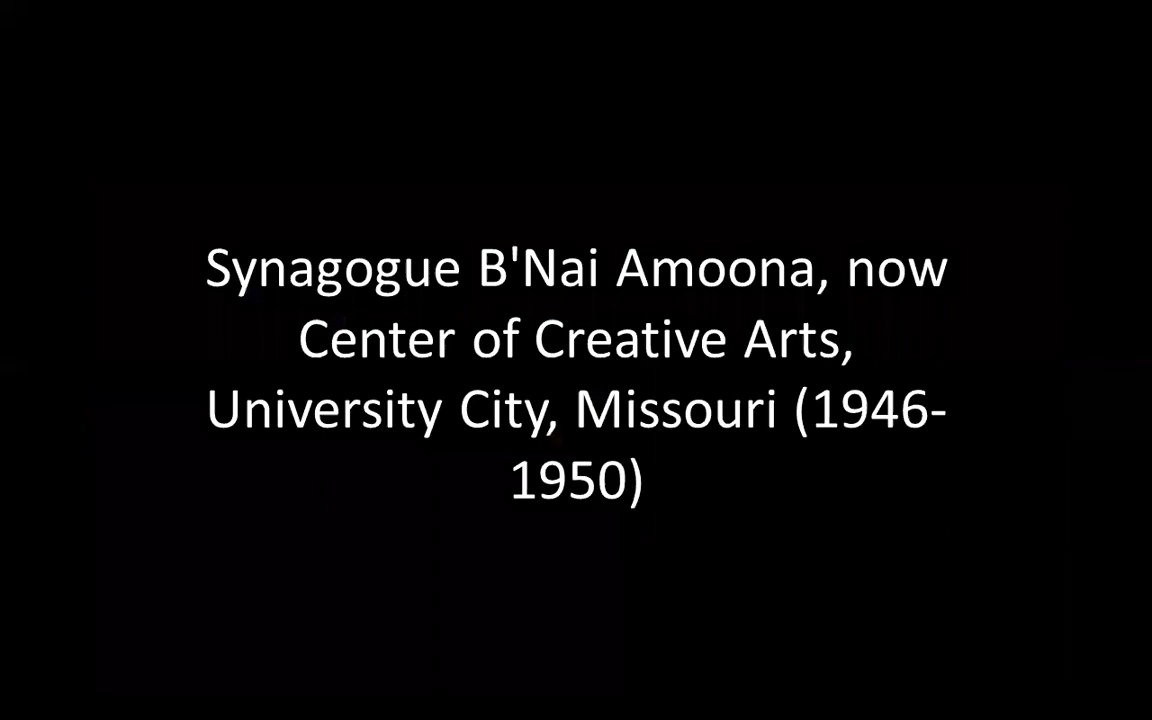 Synagogue B'Nai Amoona, now
Center of Creative Arts,
University City, Missouri (1946-
1950)